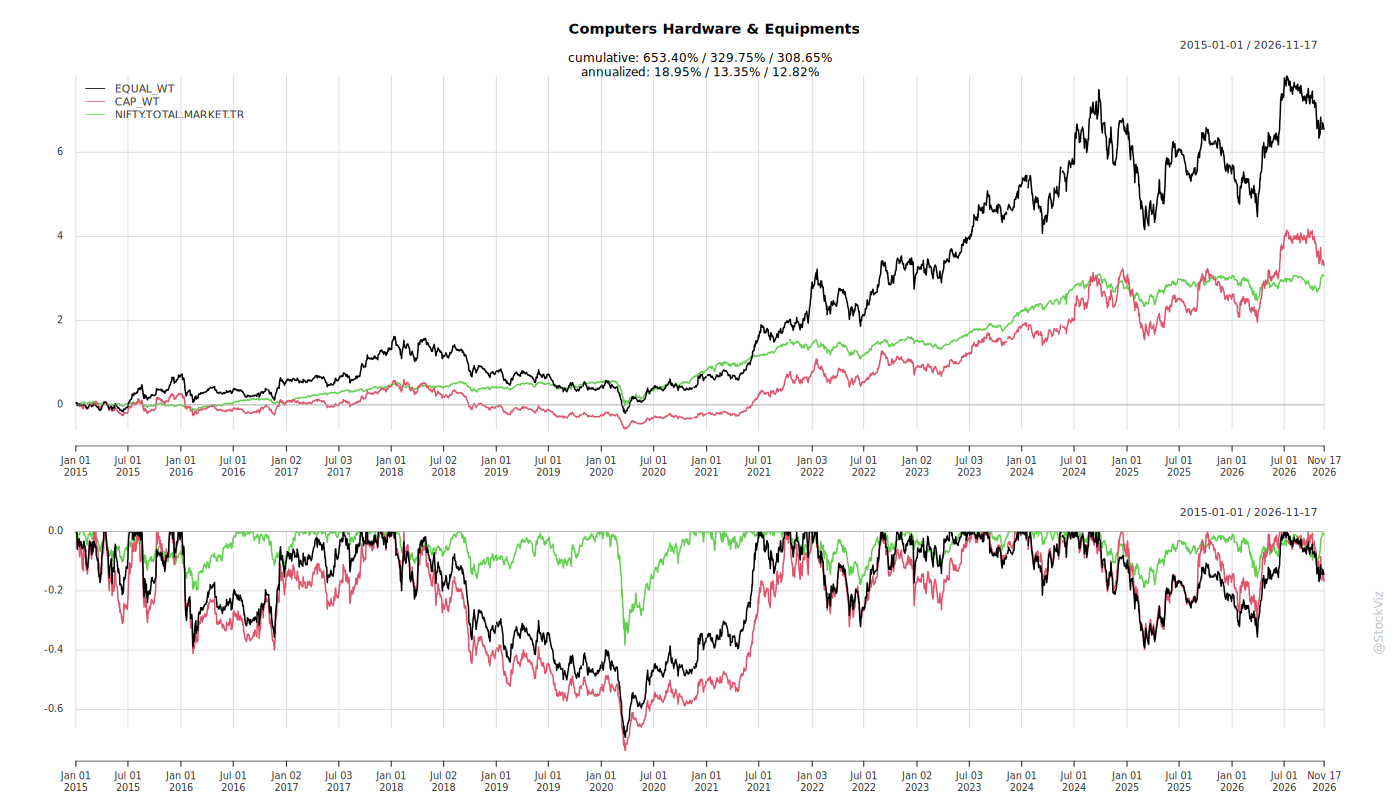 Computers Hardware & Equipments
2015-01-01 / 2026-11-17
cumulative: 653.40% / 329.75% / 308.65%
annualized: 18.95% / 13.35% / 12.82%
EQUAL_WT
CAP_WT
NIFTY.TOTAL.MARKET.TR
6
4
2
0
Jan 01 Jul 01 Jan 01 Jul 01 Jan 02 Jul 03 Jan 01 Jul 02 Jan 01 Jul 01 Jan 01 Jul 01 Jan 01 Jul 01 Jan 03 Jul 01 Jan 02 Jul 03 Jan 01 Jul 01 Jan 01 Jul 01 Jan 01 Jul 01 Nov 17
2015 2015 2016 2016 2017 2017 2018 2018 2019 2019 2020 2020 2021 2021 2022 2022 2023 2023 2024 2024 2025 2025 2026 2026 2026
2015-01-01 / 2026-11-17
0.0
-0.2
-0.4
-0.6
Jan 01 Jul 01 Jan 01 Jul 01 Jan 02 Jul 03 Jan 01 Jul 02 Jan 01 Jul 01 Jan 01 Jul 01 Jan 01 Jul 01 Jan 03 Jul 01 Jan 02 Jul 03 Jan 01 Jul 01 Jan 01 Jul 01 Jan 01 Jul 01 Nov 17
2015 2015 2016 2016 2017 2017 2018 2018 2019 2019 2020 2020 2021 2021 2022 2022 2023 2023 2024 2024 2025 2025 2026 2026 2026
@StockViz